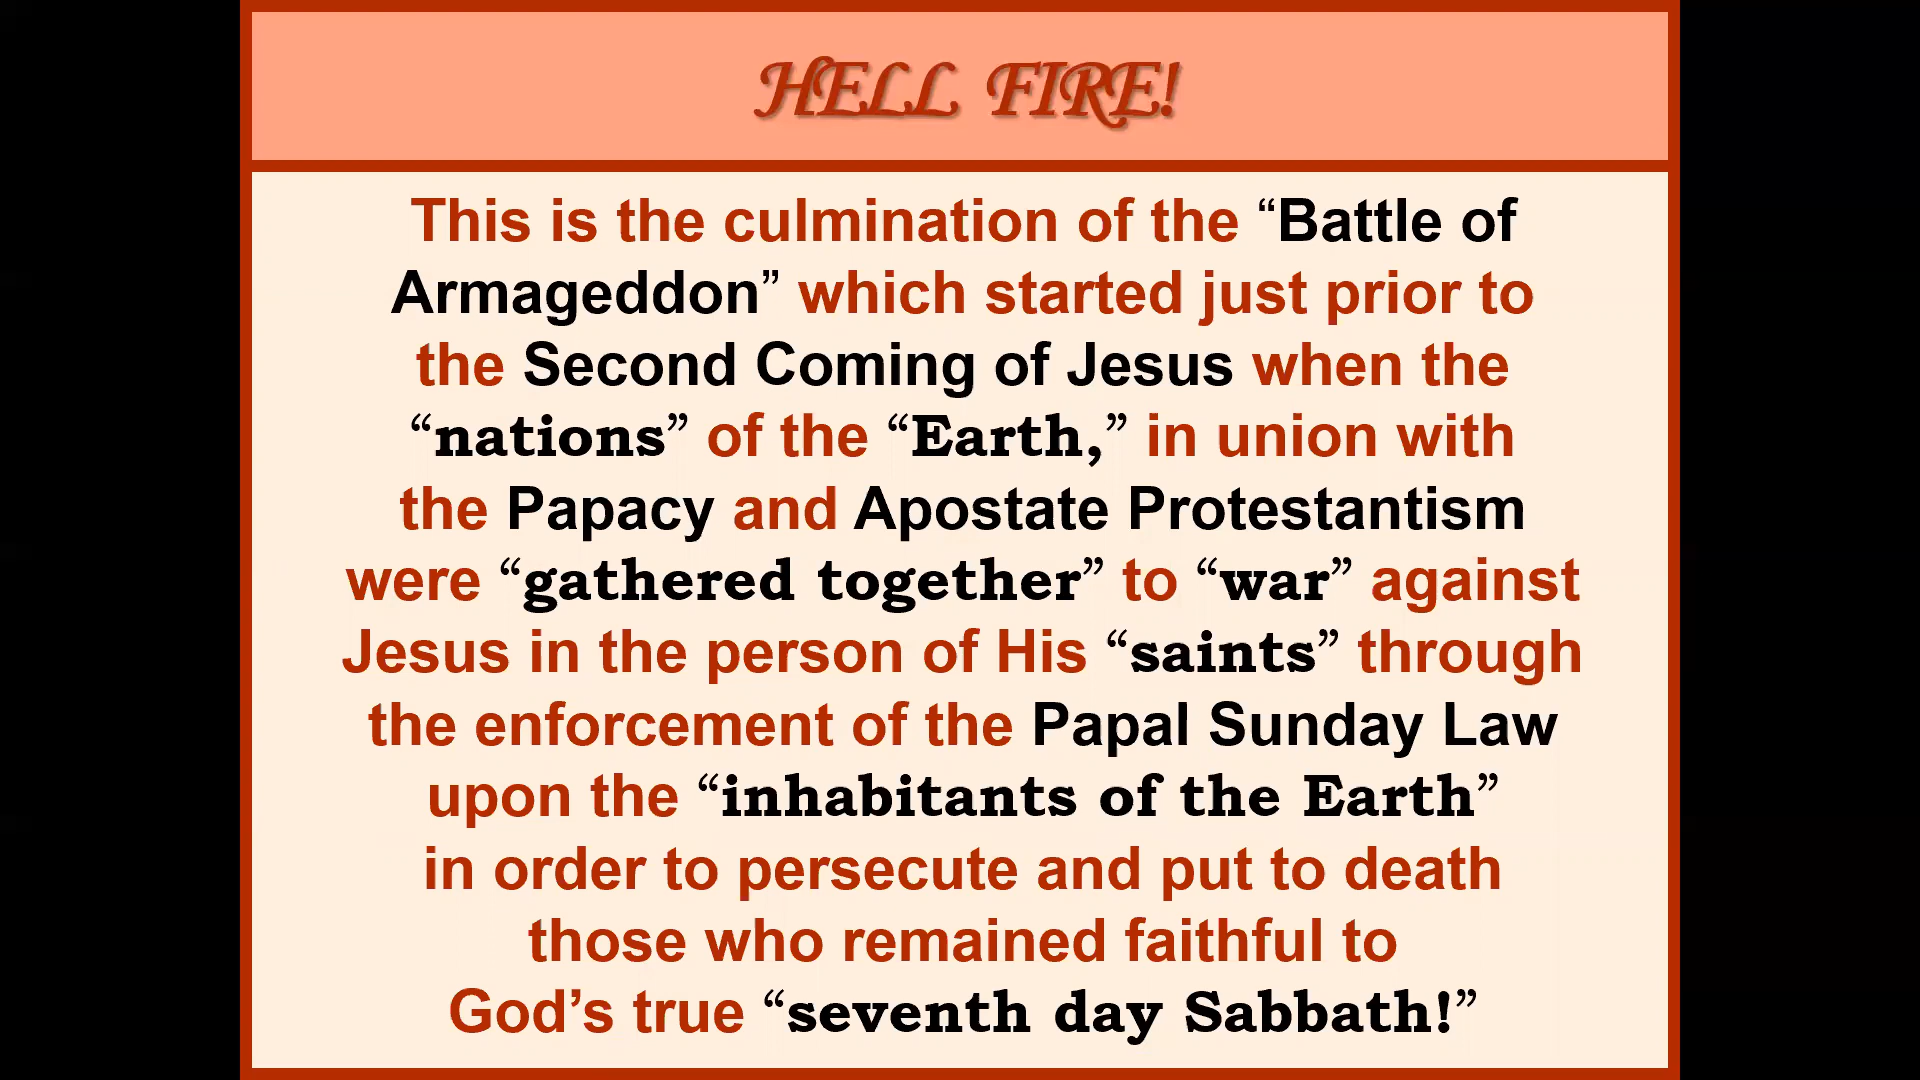 HELL FIRE!
This is the culmination of the “Battle of
Armageddon” which started just prior to
the Second Coming of Jesus when the
“nations” of the “Earth,” in union with
the Papacy and Apostate Protestantism
were “gathered together” to “war” against
Jesus in the person of His “saints” through
the enforcement of the Papal Sunday Law
upon the “inhabitants of the Earth”
in order to persecute and put to death
those who remained faithful to
God’s true “seventh day Sabbath!”